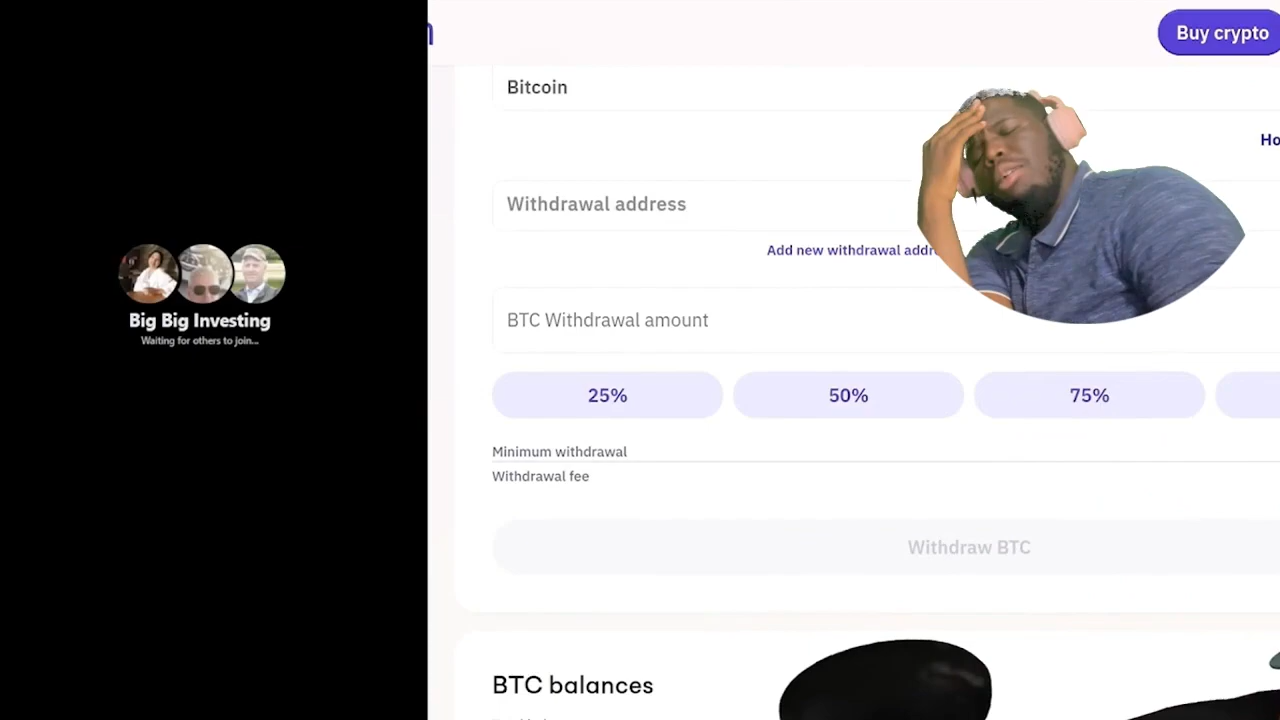 Buy crypto
Bitcoin
Withdrawal address
Add new withdrawal
BTC Withdrawal amount
25%
50%
75%
Minimum withdrawal
Withdrawal fee
Withdraw BTC
BTC balances
Big Big Investing
Waiting for others to join...